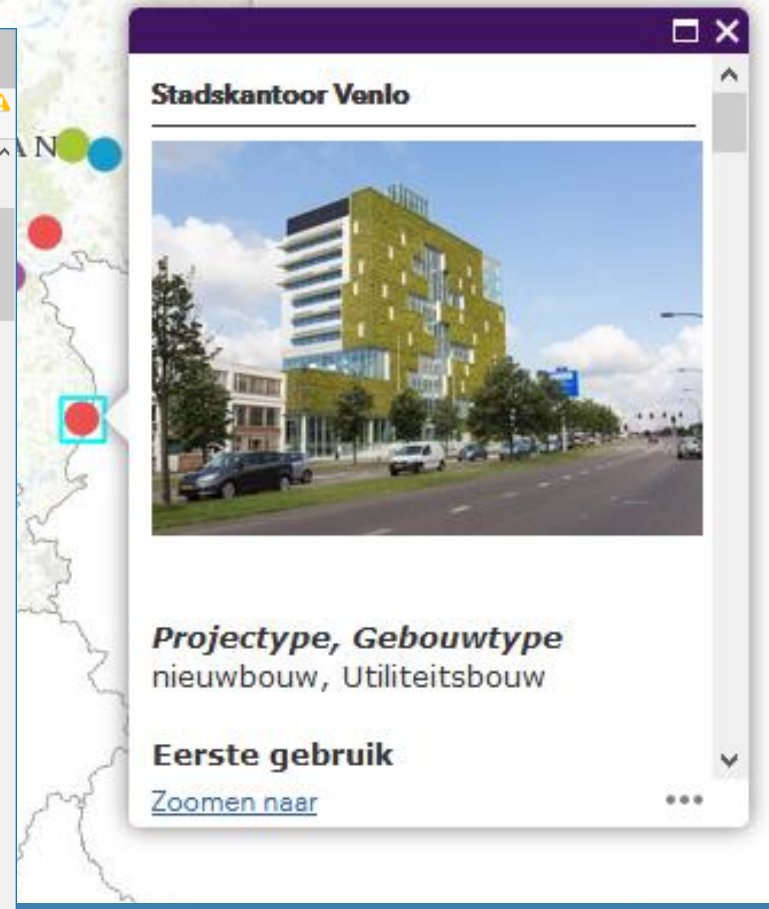 Stadskantoor Venlo
A N
Projectype, Gebouwtype
nieuwbouw, Utiliteitsbouw
Eerste gebruik
Zoomen naar